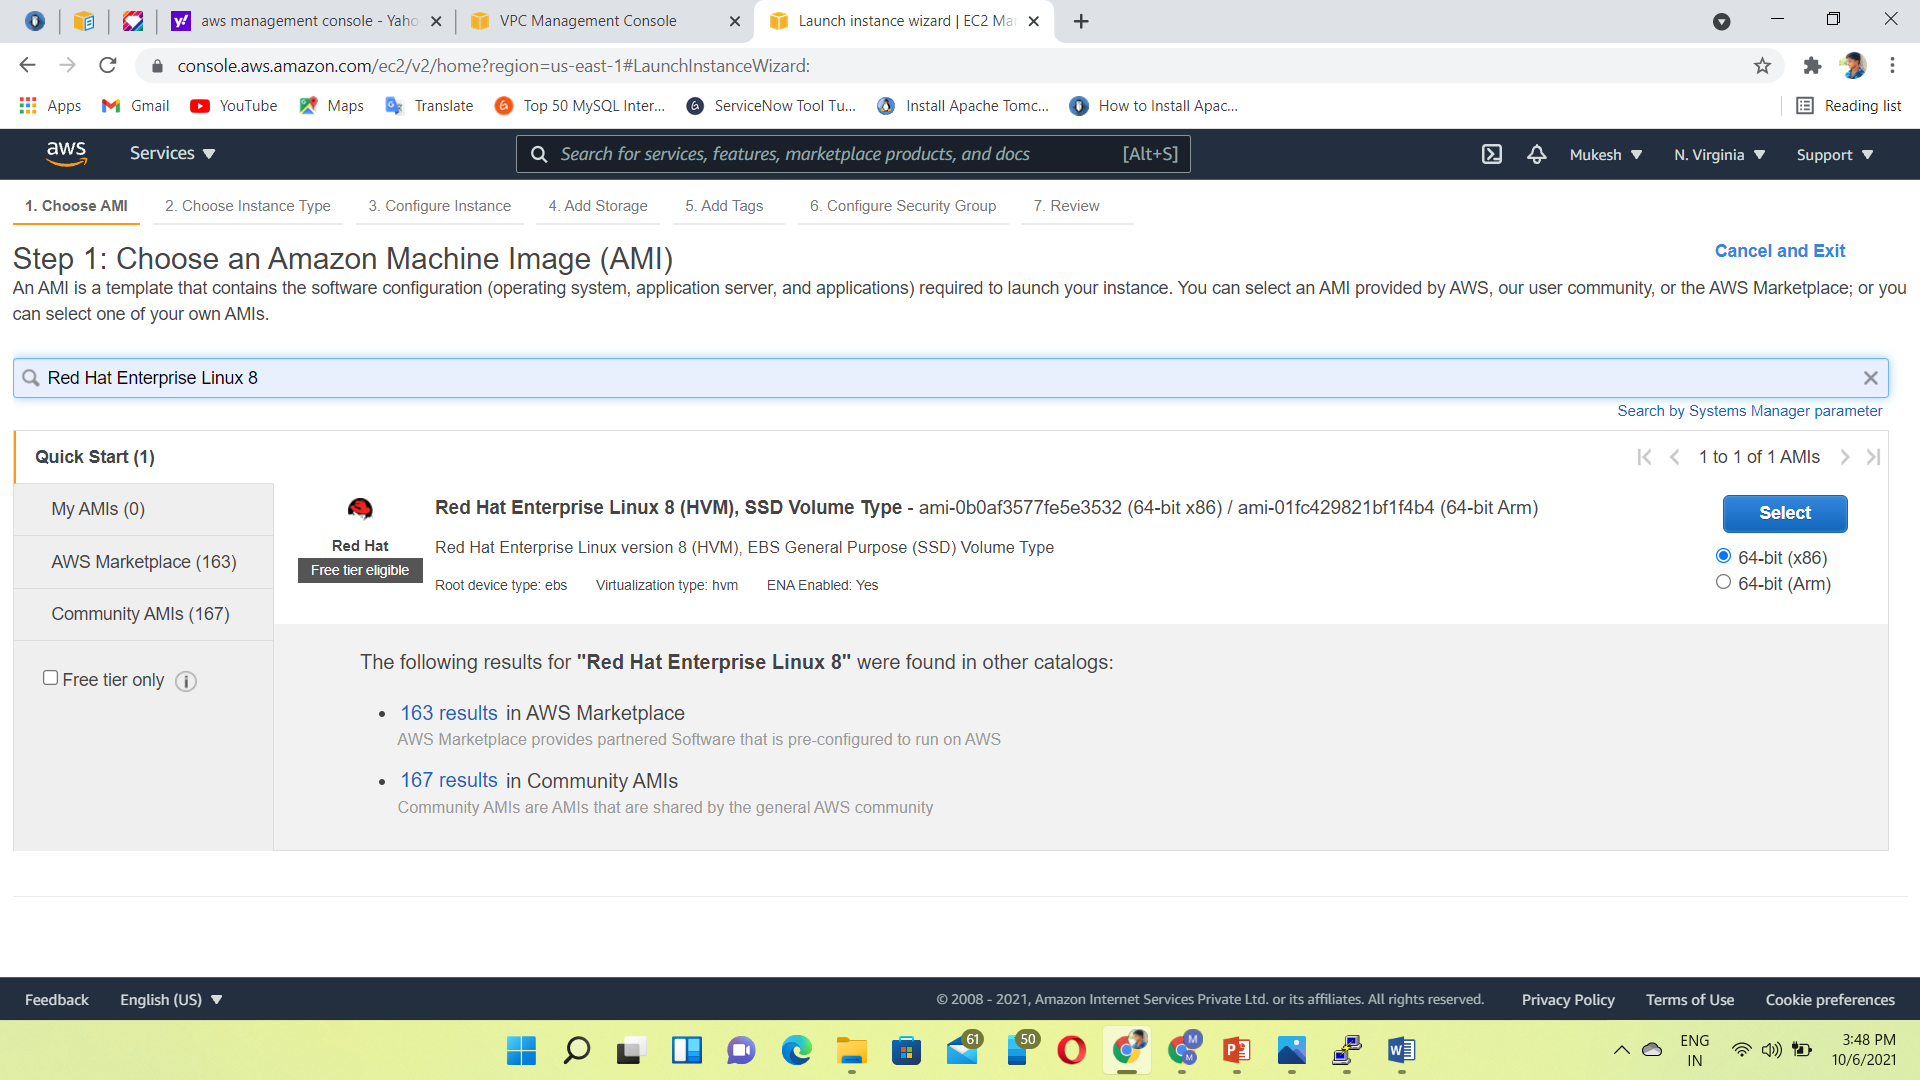 aws management console - Yaho
VPC Management Console
Launch instance wizard | EC2 Mar
console.aws.amazon.com/ec2/v2/home?region=us-east-1#LaunchInstanceWizard:
Apps
Gmail
YouTube
Maps
Translate
Top 50 MySQL Inter...
ServiceNow Tool Tu...
Install Apache Tomc...
How to Install Apac...
Reading list
aws
Services
Search for services, features, marketplace products, and docs
[Alt+S]
Mukesh
N. Virginia
Support
1. Choose AMI
2. Choose Instance Type
3. Configure Instance
4. Add Storage
5. Add Tags
6. Configure Security Group
7. Review
Step 1: Choose an Amazon Machine Image (AMI)
Cancel and Exit
An AMI is a template that contains the software configuration (operating system, application server, and applications) required to launch your instance. You can select an AMI provided by AWS, our user community, or the AWS Marketplace; or you
can select one of your own AMIs.
Red Hat Enterprise Linux 8
Search by Systems Manager parameter
Quick Start (1)
1 to 1 of 1 AMIs
My AMIs (0)
AWS Marketplace (163)
Community AMIs (167)
Free tier only
Red Hat
Free tier eligible
Red Hat Enterprise Linux 8 (HVM), SSD Volume Type - ami-0b0af3577fe5e3532 (64-bit x86) / ami-01fc429821bf1f4b4 (64-bit Arm)
Red Hat Enterprise Linux version 8 (HVM), EBS General Purpose (SSD) Volume Type
Root device type: ebs
Virtualization type: hvm
ENA Enabled: Yes
Select
64-bit (x86)
64-bit (Arm)
The following results for "Red Hat Enterprise Linux 8" were found in other catalogs:
163 results in AWS Marketplace
AWS Marketplace provides partnered Software that is pre-configured to run on AWS
167 results in Community AMIs
Community AMIs are AMIs that are shared by the general AWS community
Feedback
English (US)
© 2008 - 2021, Amazon Internet Services Private Ltd. or its affiliates. All rights reserved.
Privacy Policy
Terms of Use
Cookie preferences
61
50
M
M
ENG
IN
3:48 PM
10/6/2021